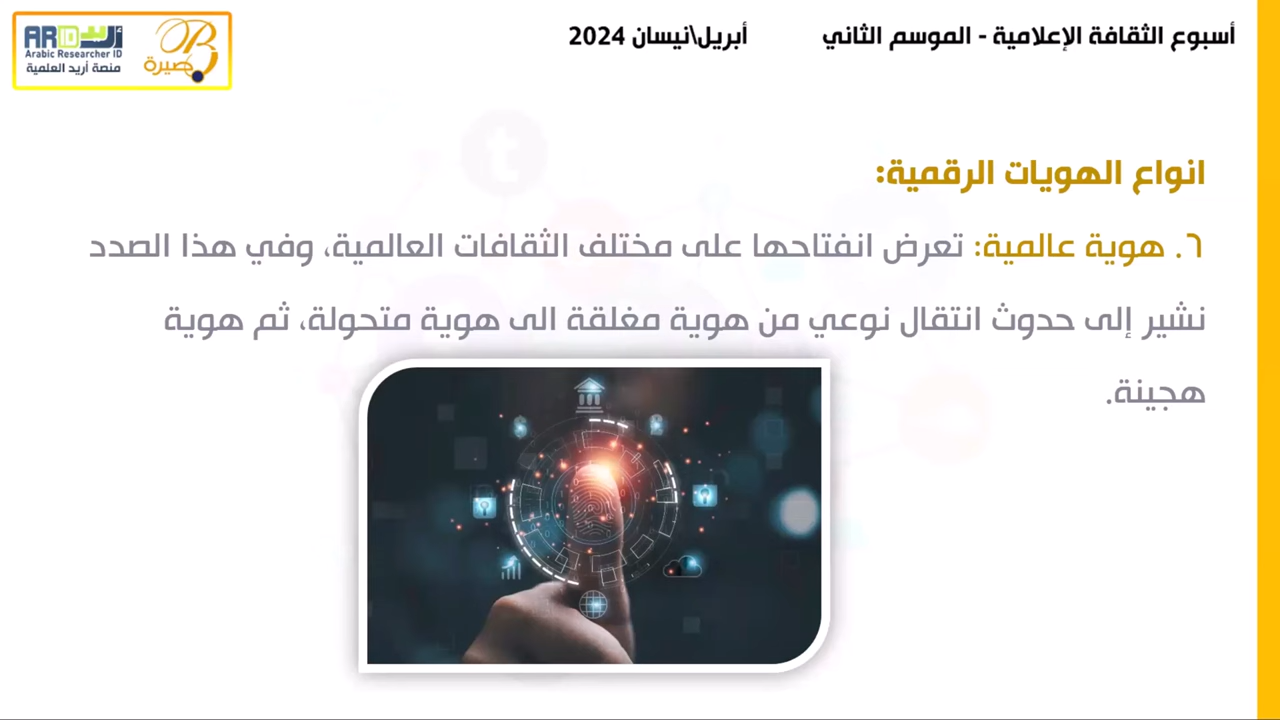 أسبوع الثقافة الإعلامية - الموسم الثاني أبريل\نيسان 2024
ARID أريد
Arabic Researcher ID
منصة أريد العلمية
B
بصيرة
انواع الهويات الرقمية:
٦. هوية عالمية: تعرض انفتاحها على مختلف الثقافات العالمية، وفي هذا الصدد
نشير إلى حدوث انتقال نوعي من هوية مغلقة الى هوية متحولة، ثم هوية
هجينة.